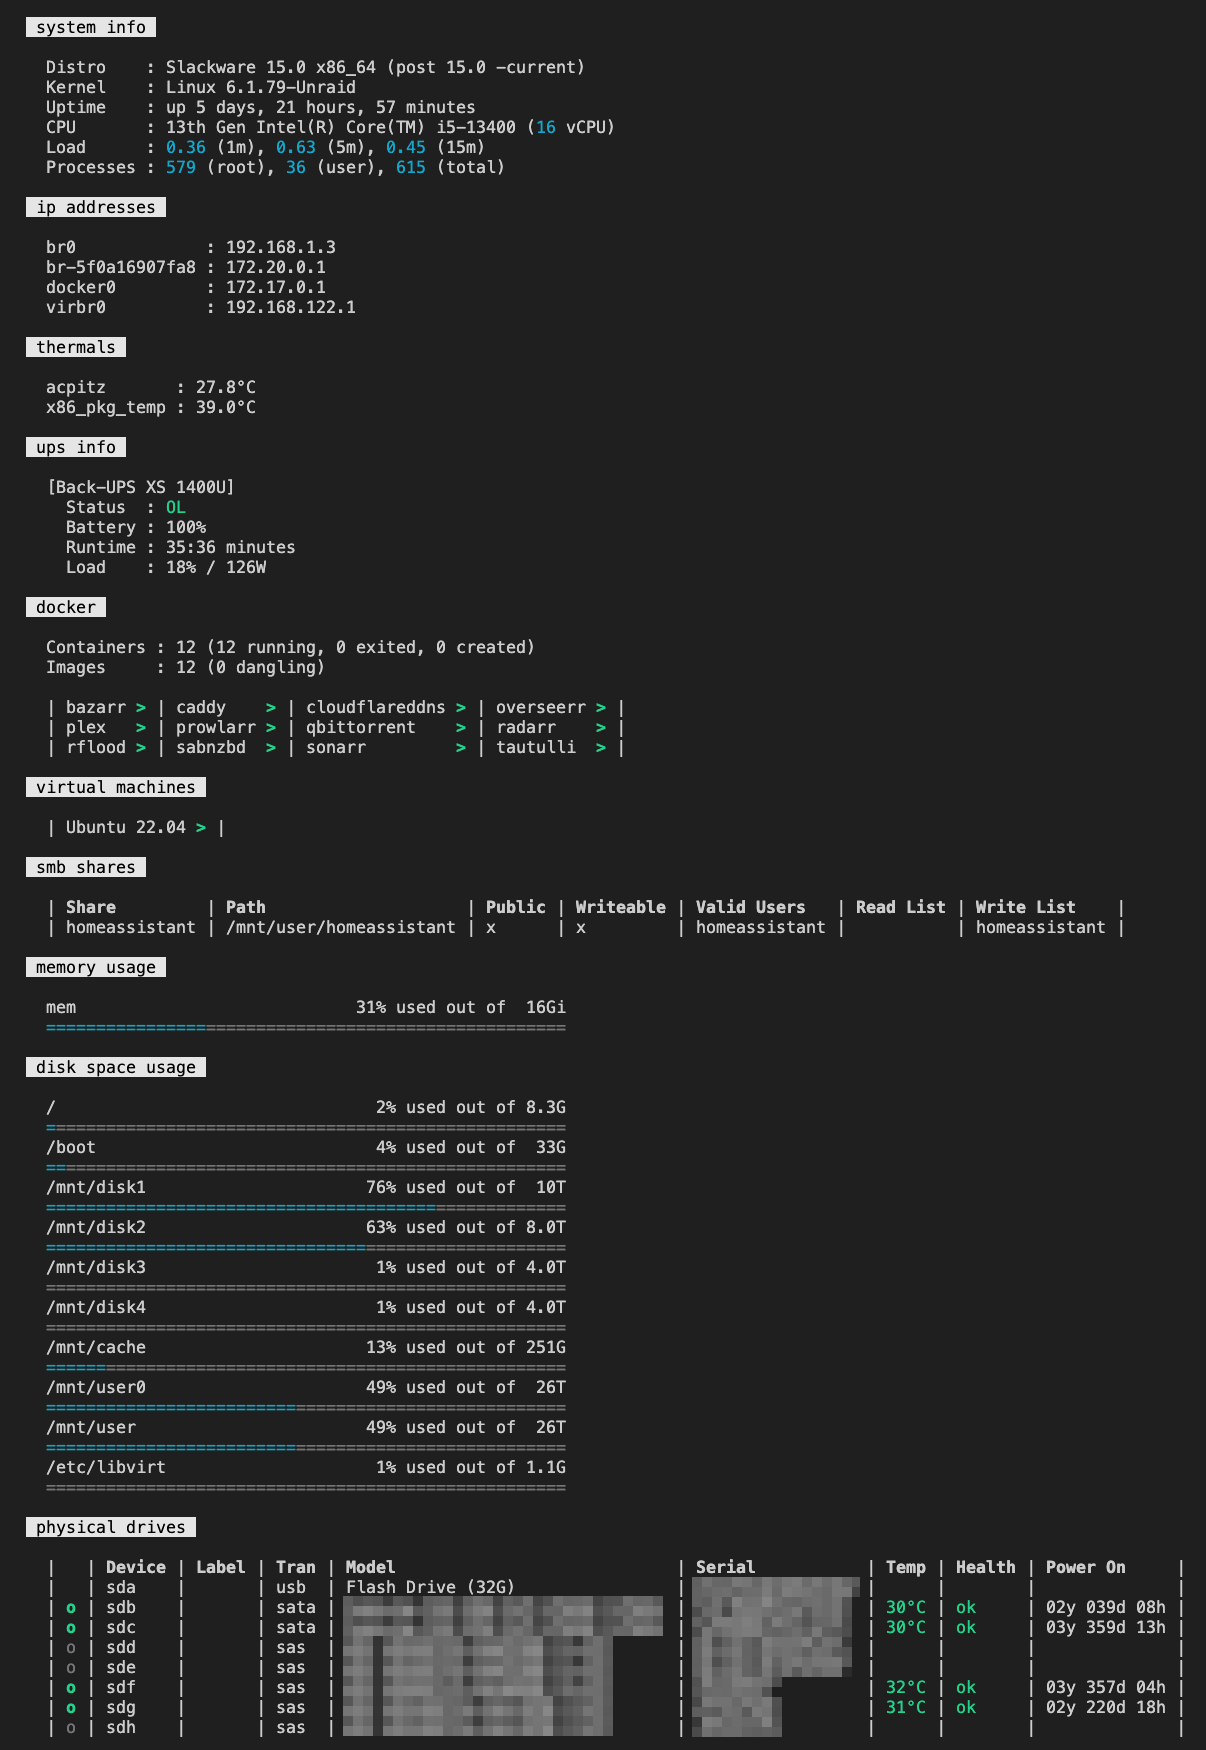 system info
Distro    : Slackware 15.0 x86_64 (post 15.0 -current)
Kernel    : Linux 6.1.79-Unraid
Uptime    : up 5 days, 21 hours, 57 minutes
CPU       : 13th Gen Intel(R) Core(TM) i5-13400 (16 vCPU)
Load      : 0.36 (1m), 0.63 (5m), 0.45 (15m)
Processes : 579 (root), 36 (user), 615 (total)
ip addresses
br0             : 192.168.1.3
br-5f0a16907fa8 : 172.20.0.1
docker0         : 172.17.0.1
virbr0          : 192.168.122.1
thermals
acpitz       : 27.8°C
x86_pkg_temp : 39.0°C
ups info
[Back-UPS XS 1400U]
Status  : OL
Battery : 100%
Runtime : 35:36 minutes
Load    : 18% / 126W
docker
Containers : 12 (12 running, 0 exited, 0 created)
Images     : 12 (0 dangling)
| bazarr > | caddy    > | cloudflareddns > | overseerr > |
| plex   > | prowlarr > | qbittorrent    > | radarr    > |
| rflood > | sabnzbd  > | sonarr         > | tautulli  > |
virtual machines
| Ubuntu 22.04 > |
smb shares
| Share         | Path                    | Public | Writeable | Valid Users   | Read List | Write List    |
| homeassistant | /mnt/user/homeassistant | x      | x         | homeassistant |           | homeassistant |
memory usage
mem                            31% used out of  16Gi
====================================================
disk space usage
/                                2% used out of 8.3G
====================================================
/boot                            4% used out of  33G
====================================================
/mnt/disk1                      76% used out of  10T
====================================================
/mnt/disk2                      63% used out of 8.0T
====================================================
/mnt/disk3                       1% used out of 4.0T
====================================================
/mnt/disk4                       1% used out of 4.0T
====================================================
/mnt/cache                      13% used out of 251G
====================================================
/mnt/user0                      49% used out of  26T
====================================================
/mnt/user                       49% used out of  26T
====================================================
/etc/libvirt                     1% used out of 1.1G
====================================================
physical drives
|   | Device | Label | Tran | Model                            | Serial           | Temp | Health | Power On     |
|   | sda    |       | usb  | Flash Drive (32G)                |                  |      |        |              |
| o | sdb    |       | sata |                                  |                  | 30°C | ok     | 02y 039d 08h |
| o | sdc    |       | sata |                                  |                  | 30°C | ok     | 03y 359d 13h |
| o | sdd    |       | sas  |                                  |                  |      |        |              |
| o | sde    |       | sas  |                                  |                  |      |        |              |
| o | sdf    |       | sas  |                                  |                  | 32°C | ok     | 03y 357d 04h |
| o | sdg    |       | sas  |                                  |                  | 31°C | ok     | 02y 220d 18h |
| o | sdh    |       | sas  |                                  |                  |      |        |              |